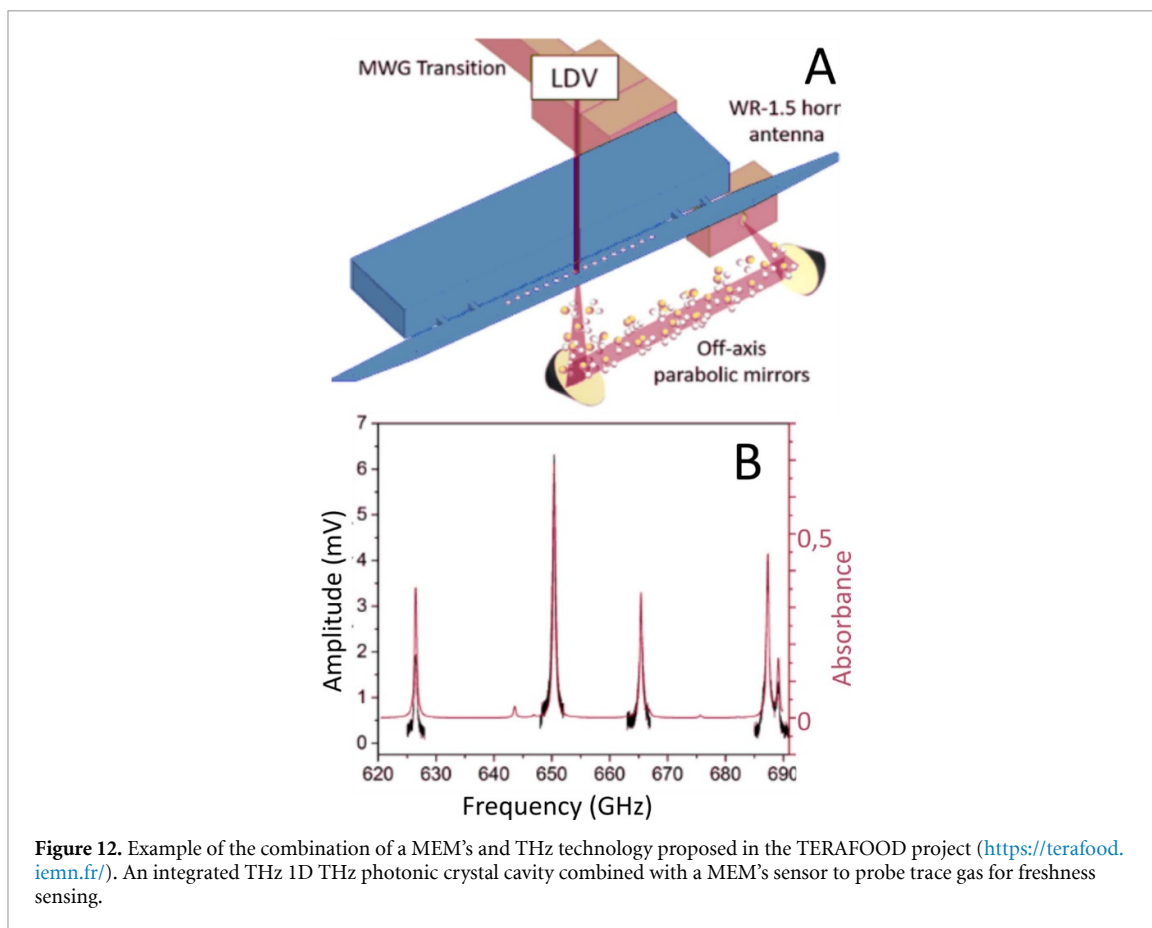 MWG Transition
LDV
A
WR-1.5 horr
antenna
Off-axis
parabolic mirrors
B
7
6
5
4
3
2
1
0
Amplitude (mV)
0,5
0
Absorbance
620 630 640 650 660 670 680 690
Frequency (GHz)
Figure 12. Example of the combination of a MEM's and THz technology proposed in the TERAFOOD project (https://terafood.
iemn.fr/). An integrated THz 1D THz photonic crystal cavity combined with a MEM's sensor to probe trace gas for freshness
sensing.